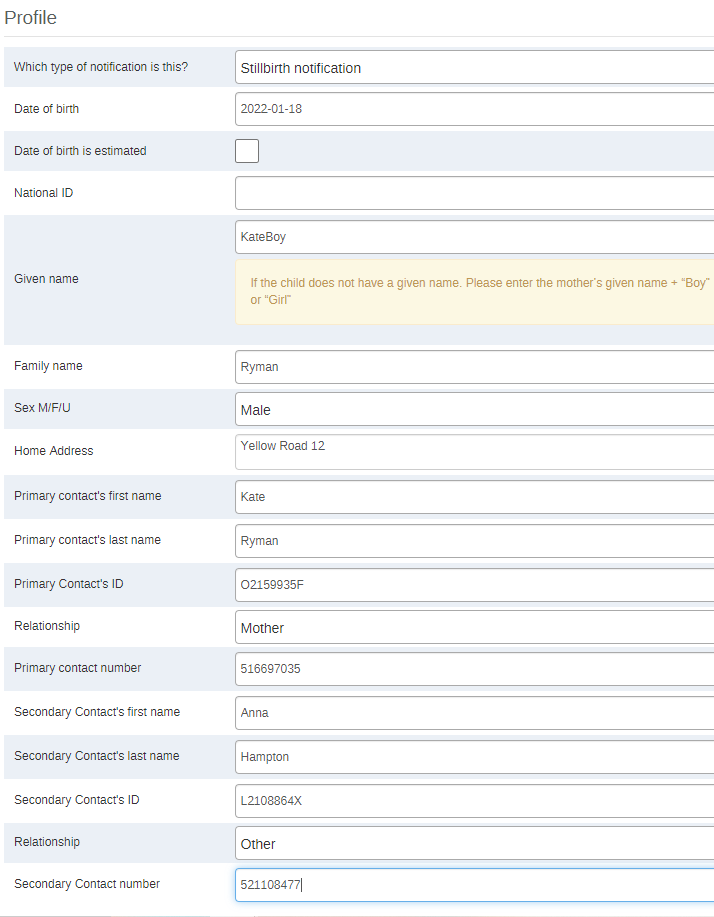 Profile
Which type of notification is this? Stillbirth notification
Date of birth 2022-01-18
Date of birth is estimated
National ID
Given name KateBoy
If the child does not have a given name. Please enter the mother's given name + “Boy”
or “Girl”
Family name Ryman
Sex M/F/U Male
Home Address Yellow Road 12
Primary contact's first name Kate
Primary contact's last name Ryman
Primary Contact's ID O2159935F
Relationship Mother
Primary contact number 516697035
Secondary Contact's first name Anna
Secondary Contact's last name Hampton
Secondary Contact's ID L2108864X
Relationship Other
Secondary Contact number 521108477